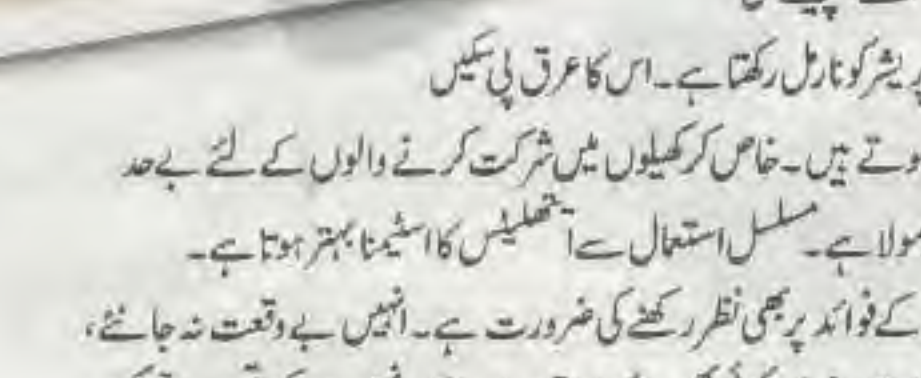 پریشر کو نارمل رکھتا ہے۔ اس کا عرق پی سکیں
ہوتے ہیں۔ خاص کر کھیلوں میں شرکت کرنے والوں کے لئے بے حد
مولا ہے۔ مسلسل استعمال سے ایتھلیٹس کا اسٹیمنا بہتر ہوتا ہے۔
کے فوائد پر بھی نظر رکھنے کی ضرورت ہے۔ انہیں بے وقعت نہ جانئے،